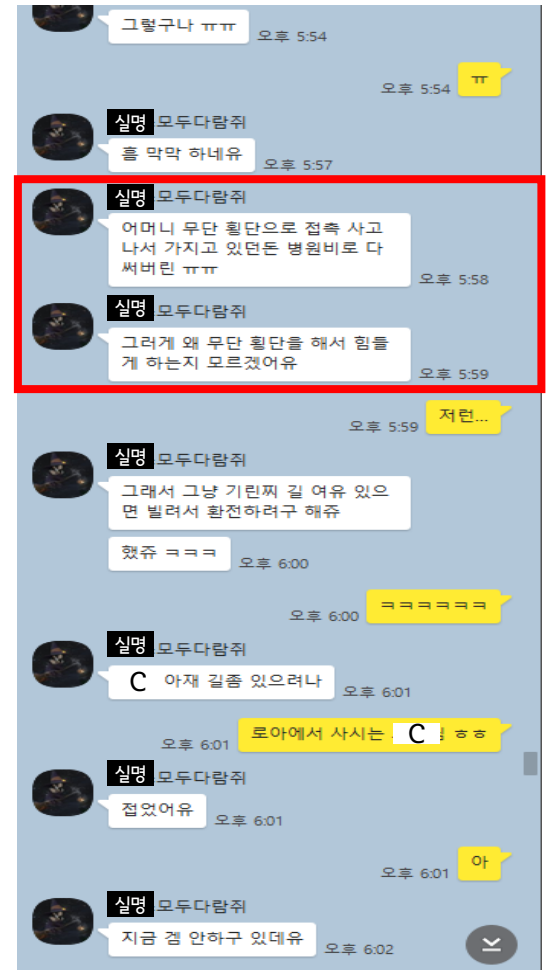 그렇구나 ㅠㅠ
오후 5:54
ㅠ
오후 5:54
실명 모두다람쥐
흠 막막 하네유
오후 5:57
실명 모두다람쥐
어머니 무단 횡단으로 접촉 사고
나서 가지고 있던돈 병원비로 다
써버린 ㅠㅠ
오후 5:58
실명 모두다람쥐
그러게 왜 무단 횡단을 해서 힘들
게 하는지 모르겠어유
오후 5:59
저런...
오후 5:59
실명 모두다람쥐
그래서 그냥 기린찌 길 여유 있으
면 빌려서 환전하려구 해쥬
했쥬 ㅋㅋㅋ
오후 6:00
ㅋㅋㅋㅋㅋㅋ
오후 6:00
실명 모두다람쥐
C 아재 길좀 있으려나
오후 6:01
로아에서 사시는 C ㅎㅎ
오후 6:01
실명 모두다람쥐
접었어유
오후 6:01
아
오후 6:01
실명 모두다람쥐
지금 겜 안하구 있데유
오후 6:02